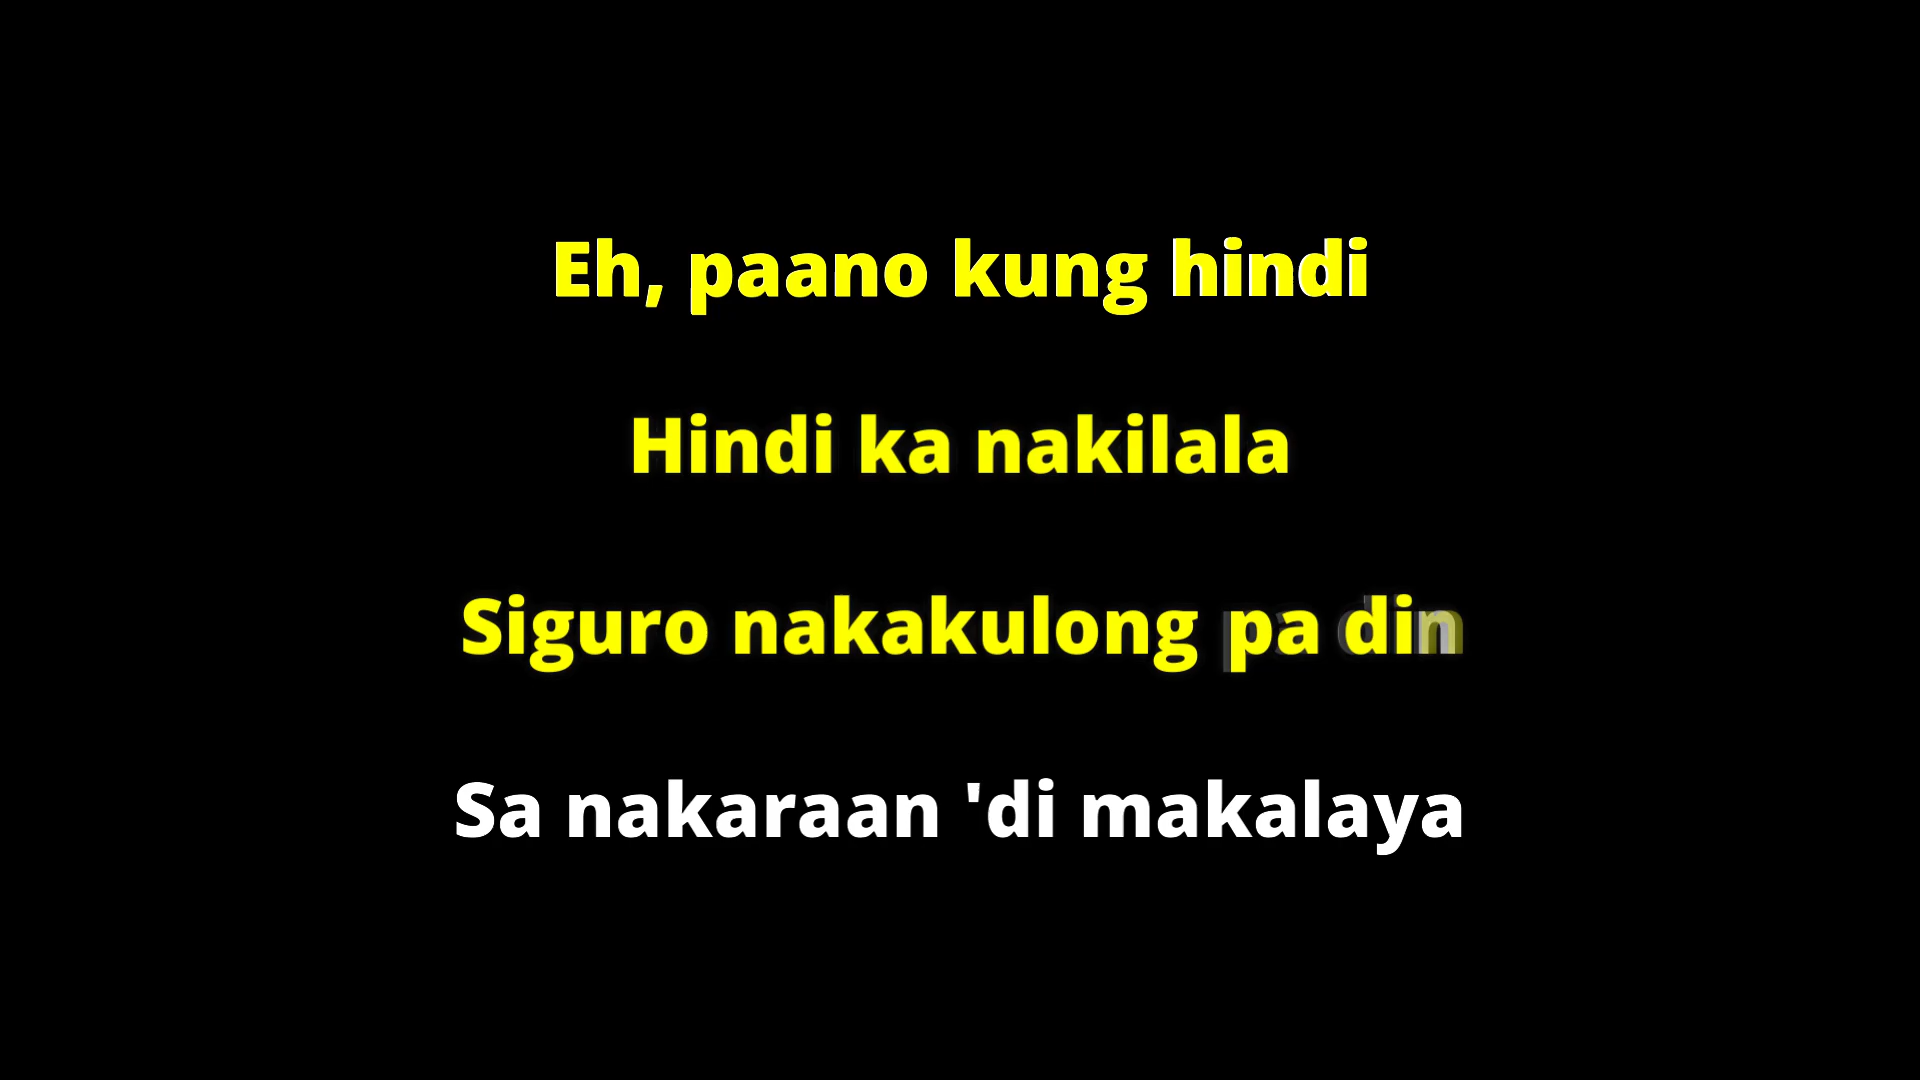 Eh, paano kung hindi
Hindi ka nakilala
Siguro nakakulong pa din
Sa nakaraan 'di makalaya